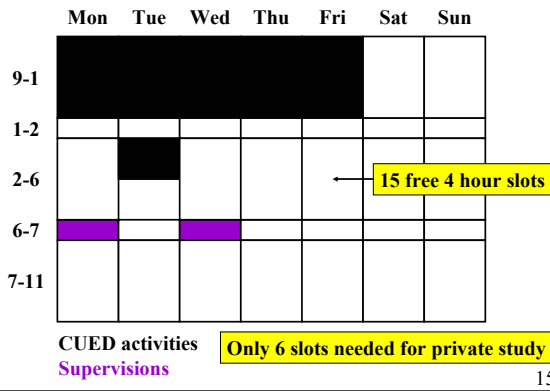 Mon Tue Wed Thu Fri Sat Sun
9-1
1-2
2-6
15 free 4 hour slots
6-7
7-11
CUED activities
Only 6 slots needed for private study
Supervisions
15